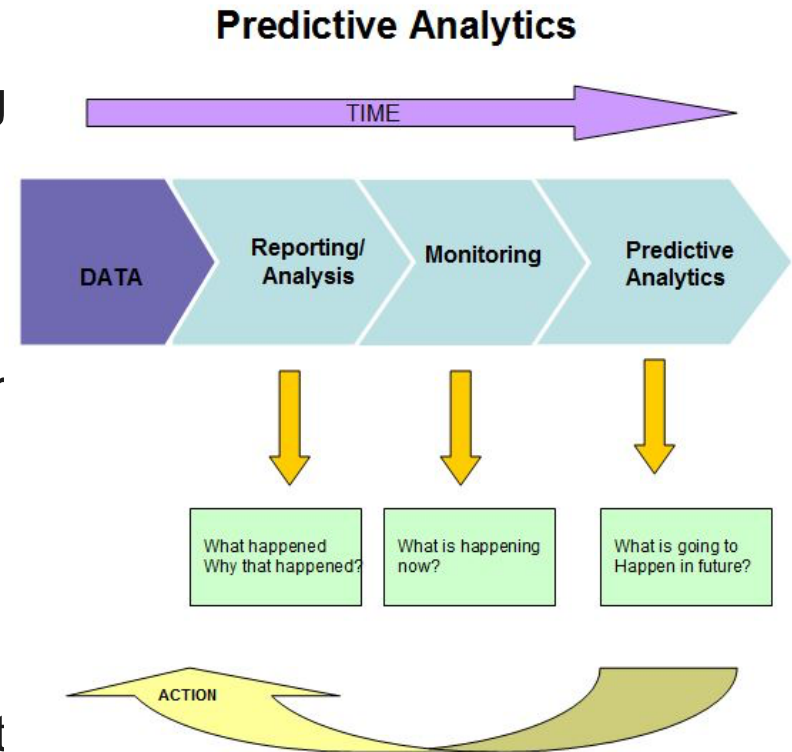 Predictive Analytics
g
TIME
DATA
Reporting/
Analysis
Monitoring
Predictive
Analytics
r
What happened
Why that happened?
What is happening
now?
What is going to
Happen in future?
ACTION
t